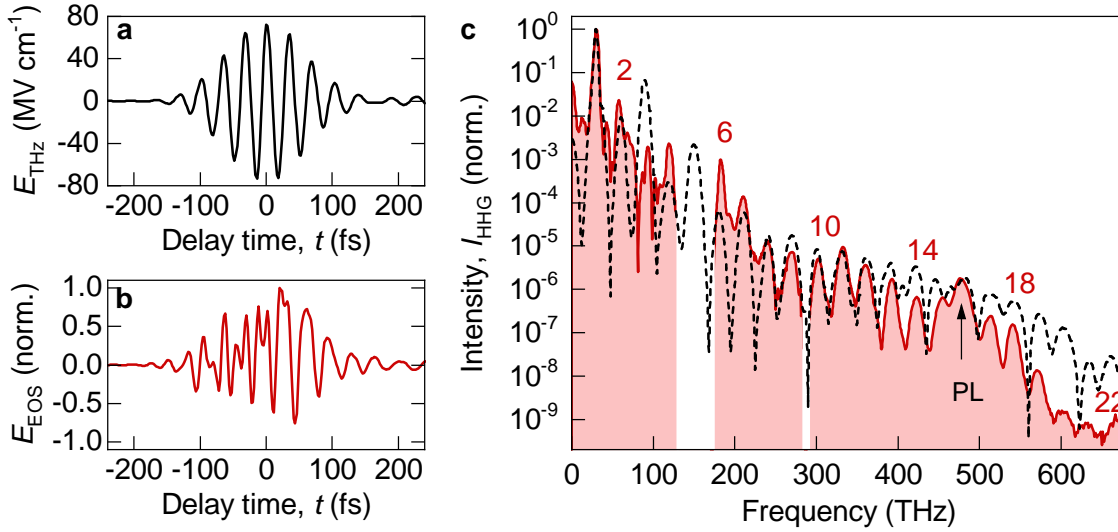 a
80
40
0
-40
-80
E_THz (MV cm⁻¹)
-200 -100 0 100 200
Delay time, t (fs)
b
1.0
0.5
0.0
-0.5
-1.0
E_EOS (norm.)
-200 -100 0 100 200
Delay time, t (fs)
c
10⁰
10⁻¹
10⁻²
10⁻³
10⁻⁴
10⁻⁵
10⁻⁶
10⁻⁷
10⁻⁸
10⁻⁹
Intensity, I_HHG (norm.)
2
6
10
14
18
22
PL
0 100 200 300 400 500 600
Frequency (THz)